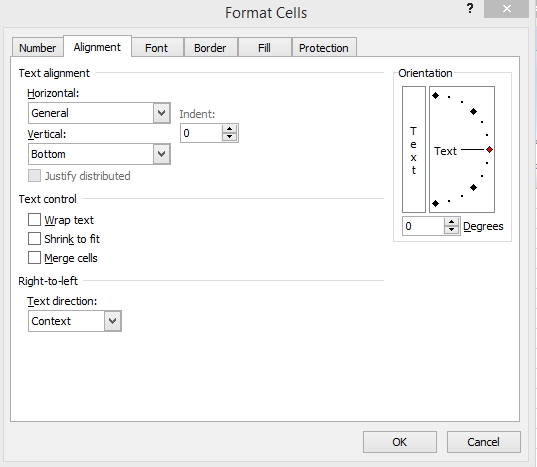 Format Cells
?
Number Alignment Font Border Fill Protection
Text alignment
Horizontal:
General
Indent:
0
Vertical:
Bottom
Justify distributed
Text control
Wrap text
Shrink to fit
Merge cells
Right-to-left
Text direction:
Context
Orientation
Text
Text
0 Degrees
OK Cancel